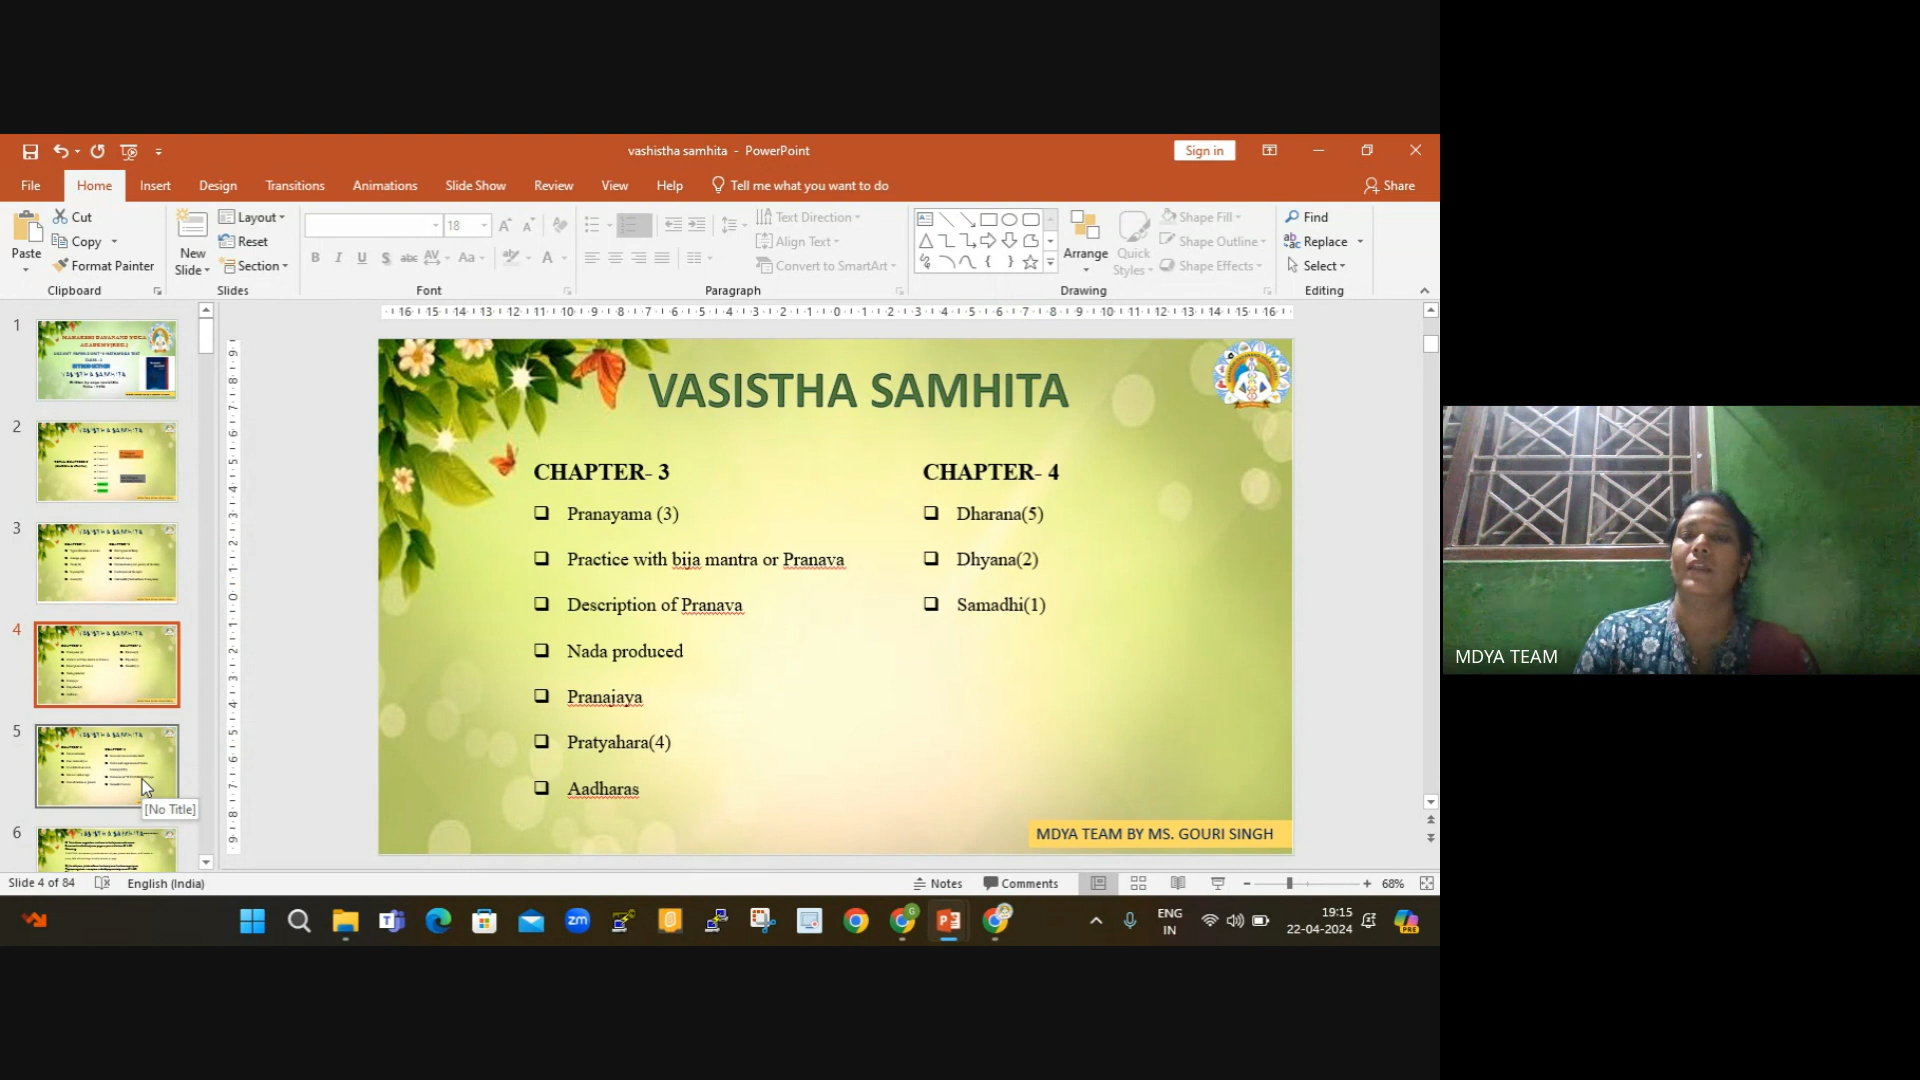 vashistha samhita - PowerPoint
Sign in
File Home Insert Design Transitions Animations Slide Show Review View Help Tell me what you want to do Share
Paste
Cut
Copy
Format Painter
Clipboard
New
Slide
Layout
Reset
Section
Slides
18
Font
Text Direction
Align Text
Convert to SmartArt
Paragraph
Arrange
Quick
Styles
Shape Fill
Shape Outline
Shape Effects
Drawing
Find
Replace
Select
Editing
1
2
3
4
5
6
[No Title]
VASISTHA SAMHITA
CHAPTER- 3
Pranayama (3)
Practice with bija mantra or Pranava
Description of Pranava
Nada produced
Pranajaya
Pratyahara(4)
Aadharas
CHAPTER- 4
Dharana(5)
Dhyana(2)
Samadhi(1)
MDYA TEAM BY MS. GOURI SINGH
Slide 4 of 84 English (India) Notes Comments 68%
ENG
IN
19:15
22-04-2024
MDYA TEAM